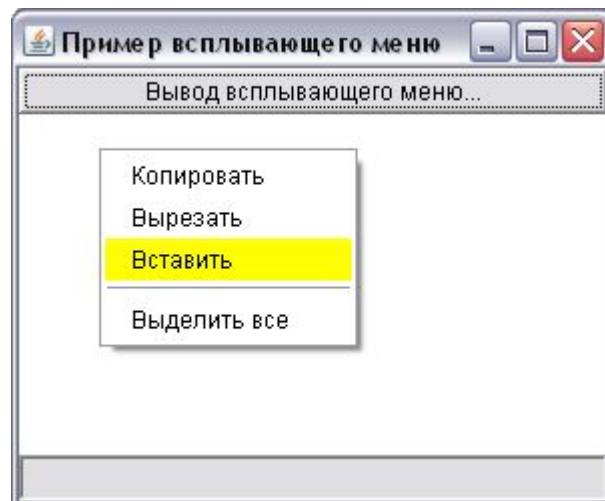 Пример всплывающего меню
Вывод всплывающего меню...
Копировать
Вырезать
Вставить
Выделить все